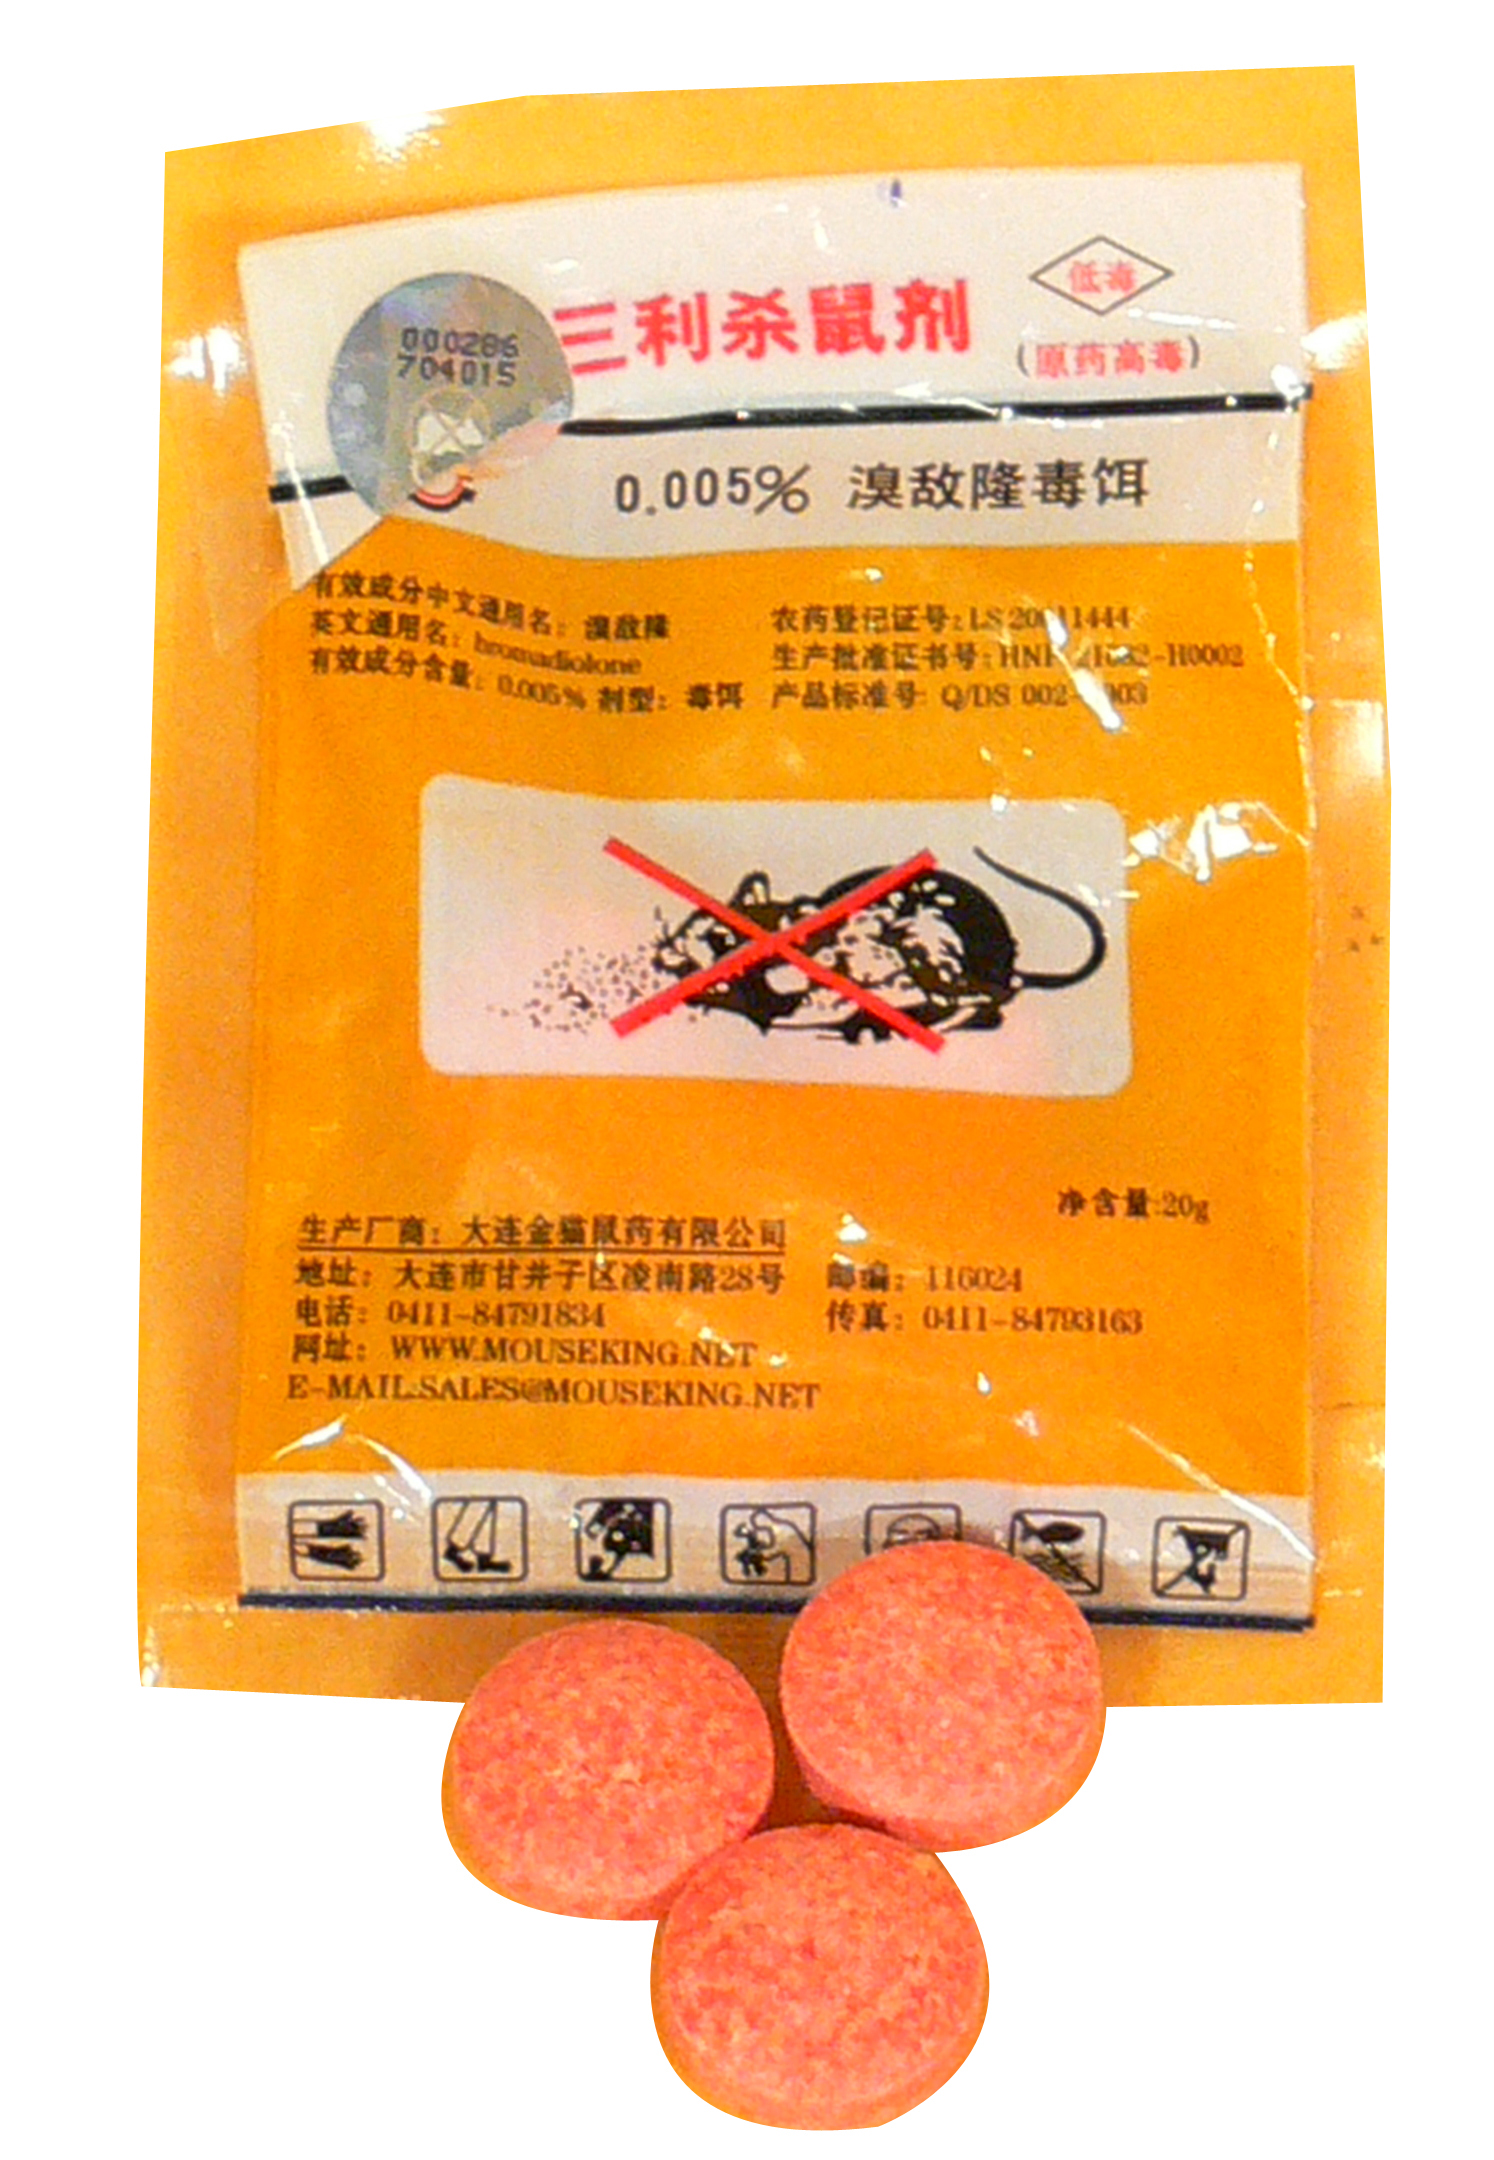 000286
704015
三利杀鼠剂
低毒
(原药高毒)
0.005% 溴敌隆毒饵
有效成分中文通用名：溴敌隆
英文通用名：bromadiolone
有效成分含量：0.005% 剂型：毒饵
农药登记证号:
生产批准证书号:
产品标准号: Q/DS
净含量:20g
生产厂商：大连金猫鼠药有限公司
地址：大连市甘井子区凌南路28号
邮编：116024
电话：0411-84791834
传真：0411-84793163
网址：WWW.MOUSEKING.NET
E-MAIL:SALES@MOUSEKING.NET